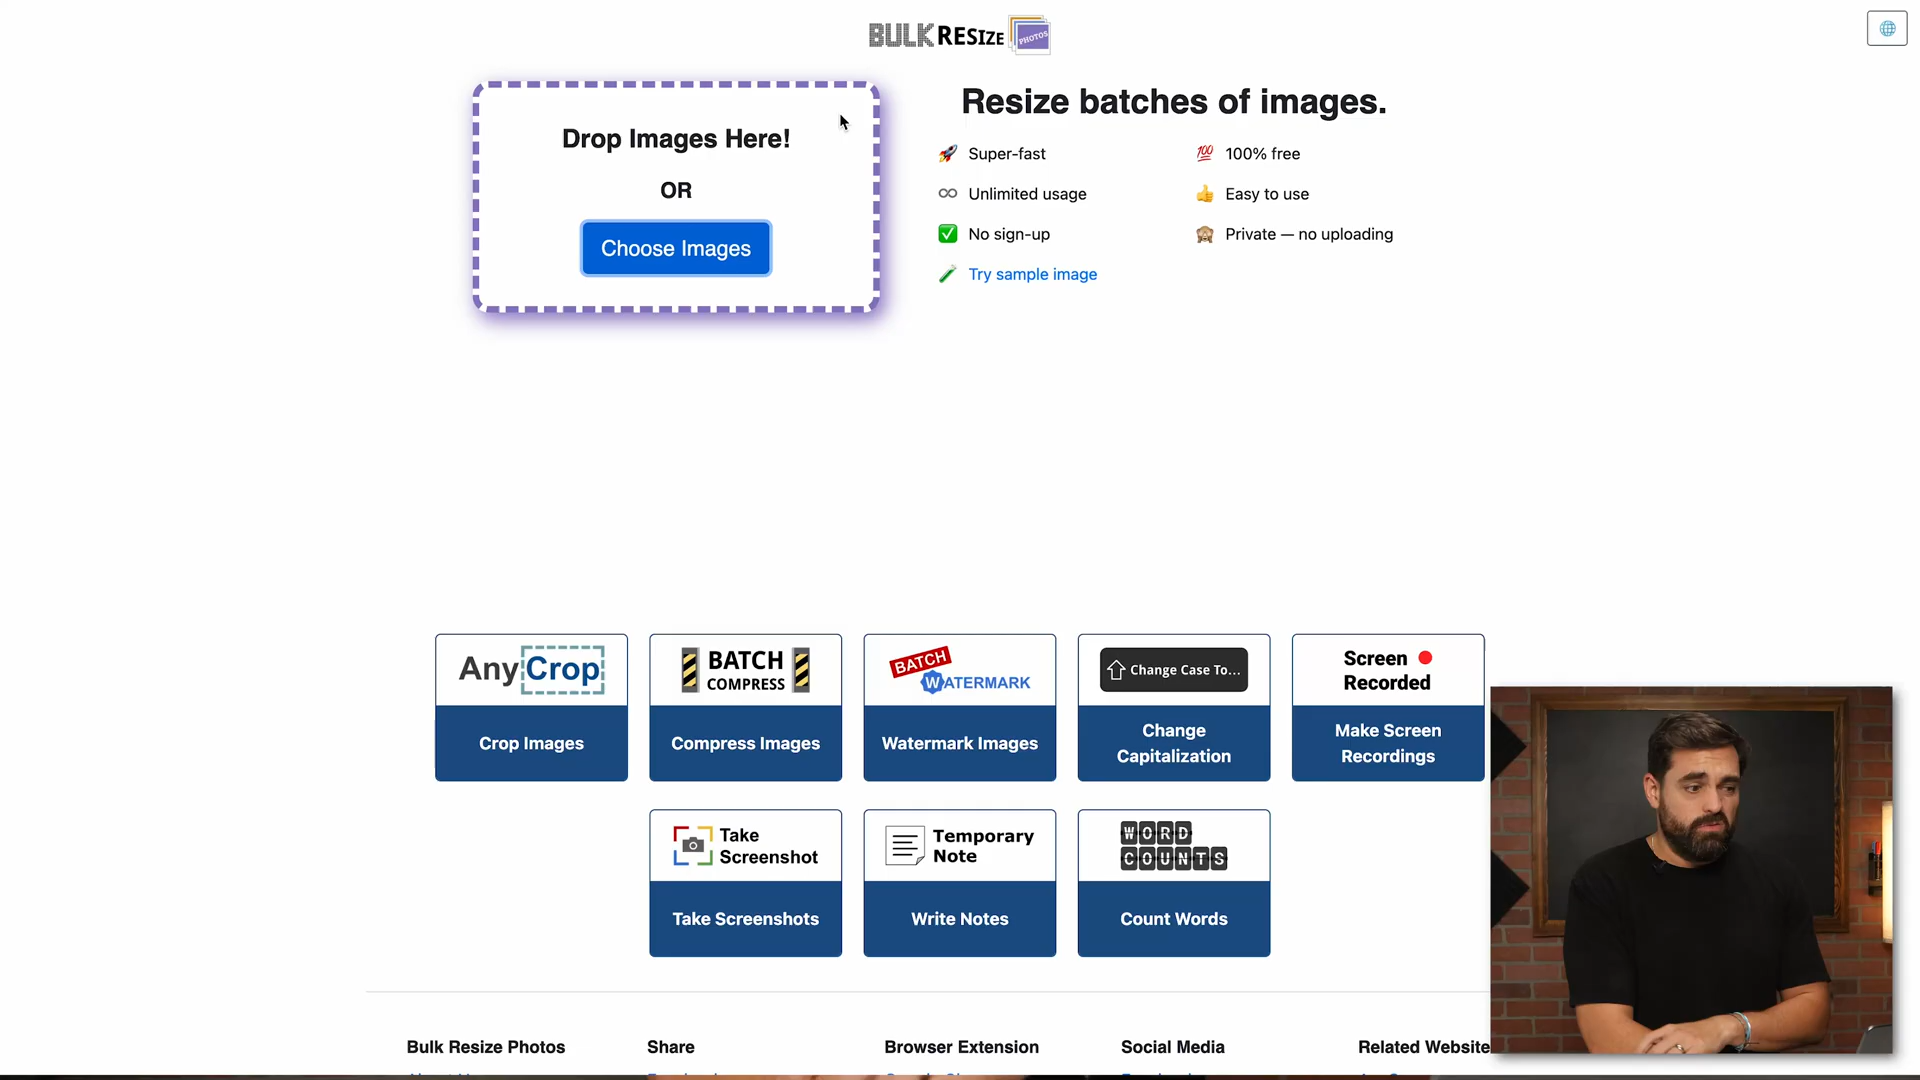 BULK RESIZE PHOTOS
Drop Images Here!
OR
Choose Images
Resize batches of images.
🚀 Super-fast
💯 100% free
∞ Unlimited usage
👍 Easy to use
✅ No sign-up
🙈 Private — no uploading
Try sample image
AnyCrop
Crop Images
BATCH
COMPRESS
Compress Images
BATCH
WATERMARK
Watermark Images
Change Case To...
Change
Capitalization
Screen
Recorded
Make Screen
Recordings
Take
Screenshot
Take Screenshots
Temporary
Note
Write Notes
WORD
COUNTS
Count Words
Bulk Resize Photos
Share
Browser Extension
Social Media
Related Website